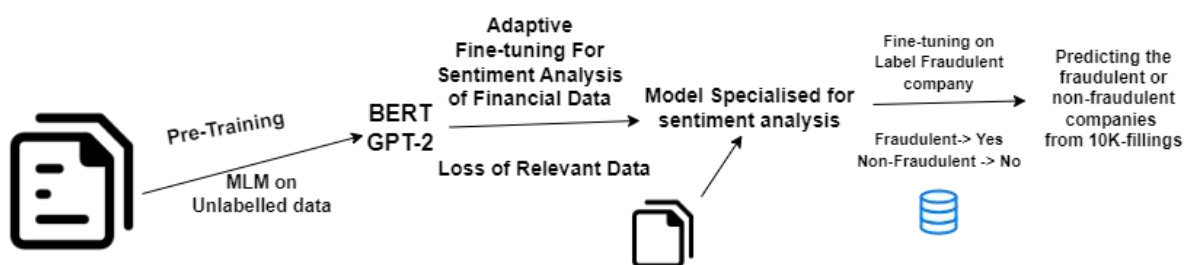 Pre-Training
MLM on
Unlabelled data
BERT
GPT-2
Adaptive
Fine-tuning For
Sentiment Analysis
of Financial Data
Loss of Relevant Data
Model Specialised for
sentiment analysis
Fine-tuning on
Label Fraudulent
company
Fraudulent-> Yes
Non-Fraudulent -> No
Predicting the
fraudulent or
non-fraudulent
companies
from 10K-fillings